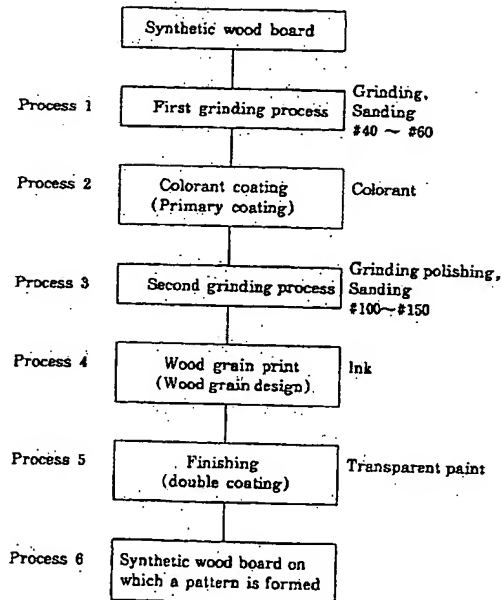 Synthetic wood board
Process 1
First grinding process
Grinding,
Sanding
#40 ~ #60
Process 2
Colorant coating
(Primary coating)
Colorant
Process 3
Second grinding process
Grinding polishing,
Sanding
#100~#150
Process 4
Wood grain print
(Wood grain design)
Ink
Process 5
Finishing
(double coating)
Transparent paint
Process 6
Synthetic wood board on
which a pattern is formed